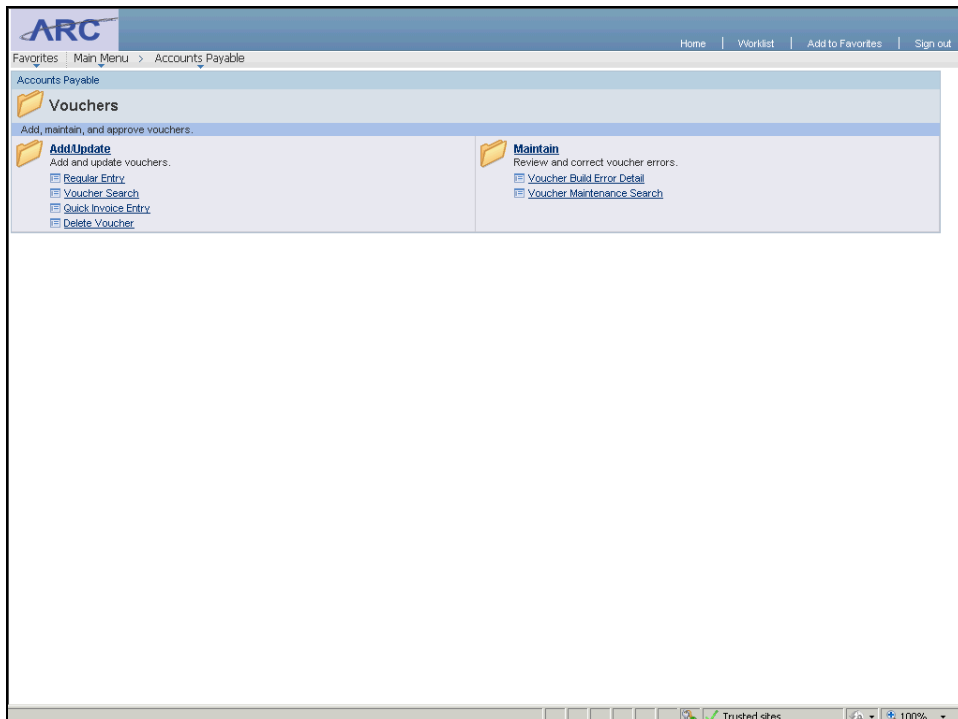 ARC
Home | Worklist | Add to Favorites | Sign out
Favorites Main Menu > Accounts Payable
Accounts Payable
Vouchers
Add, maintain, and approve vouchers.
Add/Update
Add and update vouchers.
Regular Entry
Voucher Search
Quick Invoice Entry
Delete Voucher
Maintain
Review and correct voucher errors.
Voucher Build Error Detail
Voucher Maintenance Search
Trusted sites 100%